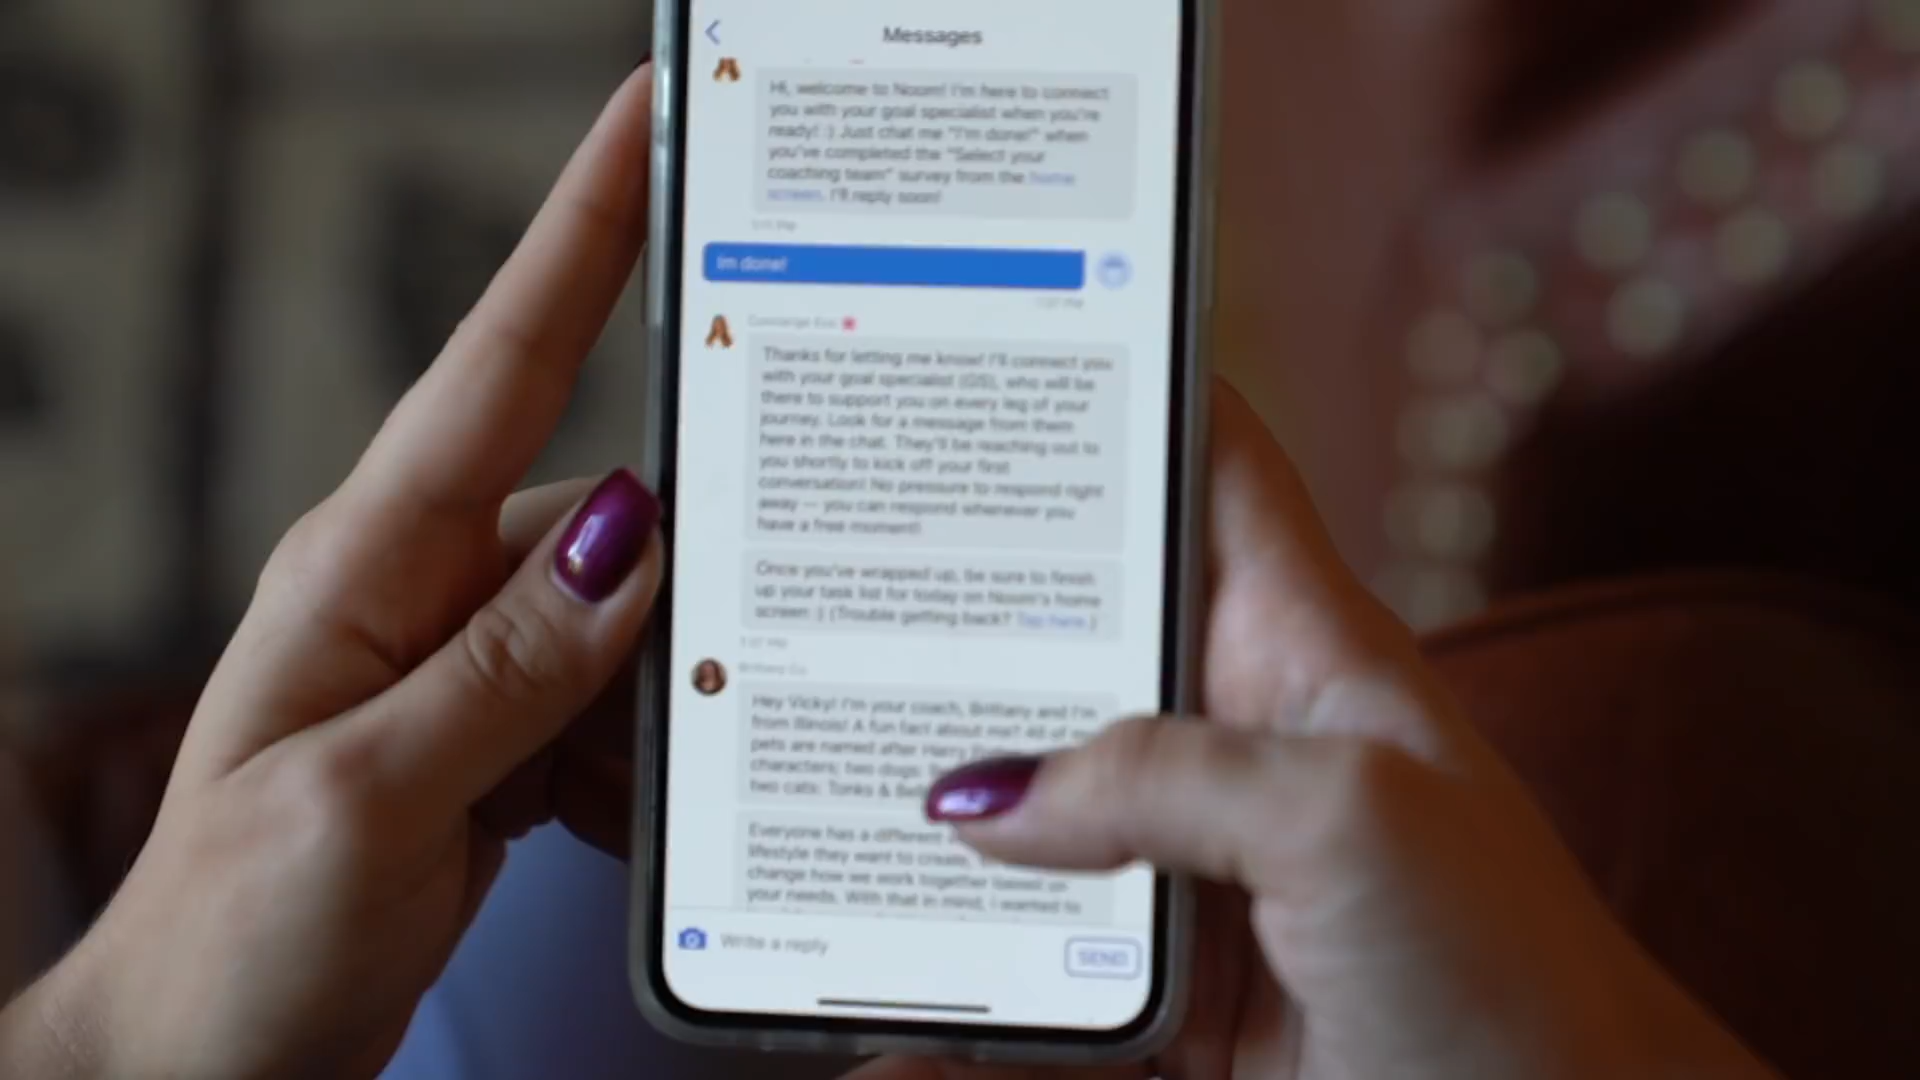 Messages
Hi, welcome to Noom! I'm here to connect
you with your goal specialist when you're
ready! :) Just chat me "I'm done!" when
you've completed the "Select your
coaching team" survey from the home
screen. I'll reply soon!
Im done!
Thanks for letting me know! I'll connect you
with your goal specialist (GS), who will be
there to support you on every leg of your
journey. Look for a message from them
here in the chat. They'll be reaching out to
you shortly to kick off your first
conversation! No pressure to respond right
away — you can respond whenever you
have a free moment!
Once you've wrapped up, be sure to finish
up your task list for today on Noom's home
screen :) (Trouble getting back? Tap here.)
Hey Vicky! I'm your coach, Brittany and I'm
from Illinois! A fun fact about me? All of my
pets are named after Harry
characters; two dogs:
two cats: Tonks &
Everyone has a different
lifestyle they want to create,
change how we work together based on
your needs. With that in mind, I wanted to
Write a reply
SEND